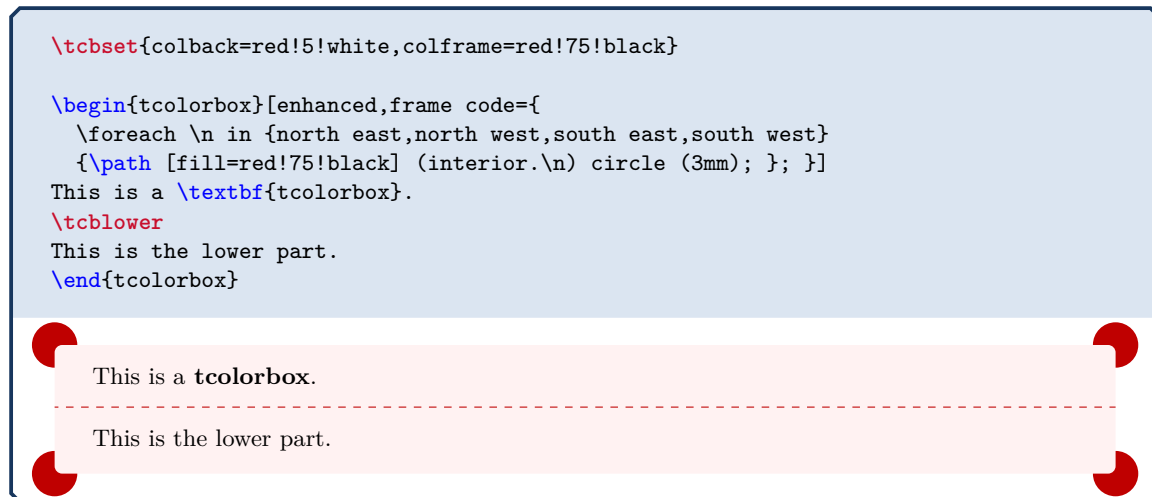 \tcbset{colback=red!5!white,colframe=red!75!black}

\begin{tcolorbox}[enhanced,frame code={
  \foreach \n in {north east,north west,south east,south west}
  {\path [fill=red!75!black] (interior.\n) circle (3mm); }; }]
This is a \textbf{tcolorbox}.
\tcblower
This is the lower part.
\end{tcolorbox}
This is a tcolorbox.
This is the lower part.